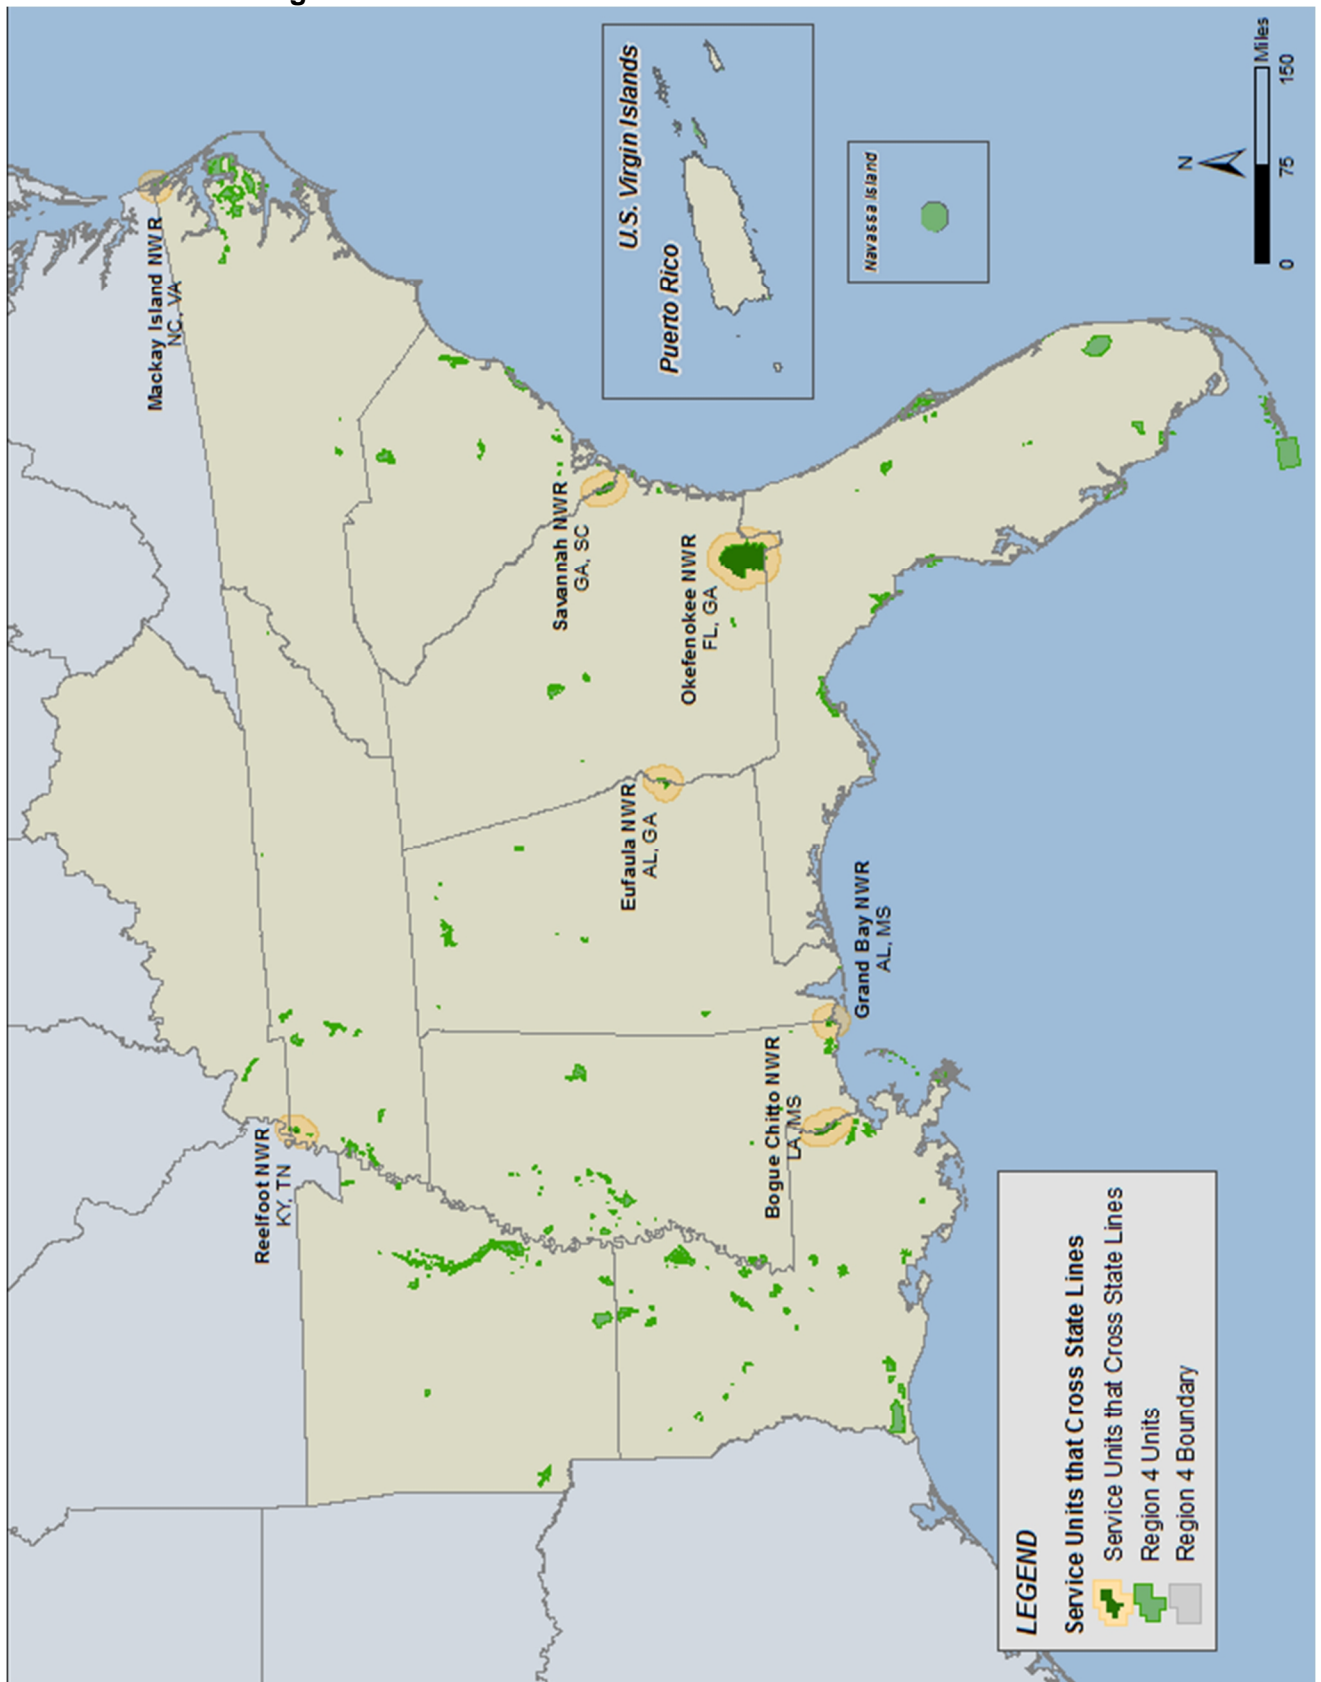 g
Mackay Island NWR
NC, VA
U.S. Virgin Islands
Puerto Rico
Navassa Island
N
Miles
0 75 150
Savannah NWR
GA, SC
Okefenokee NWR
FL, GA
Eufaula NWR
AL, GA
Grand Bay NWR
AL, MS
Bogue Chitto NWR
LA, MS
Reelfoot NWR
KY, TN
LEGEND
Service Units that Cross State Lines
Service Units that Cross State Lines
Region 4 Units
Region 4 Boundary